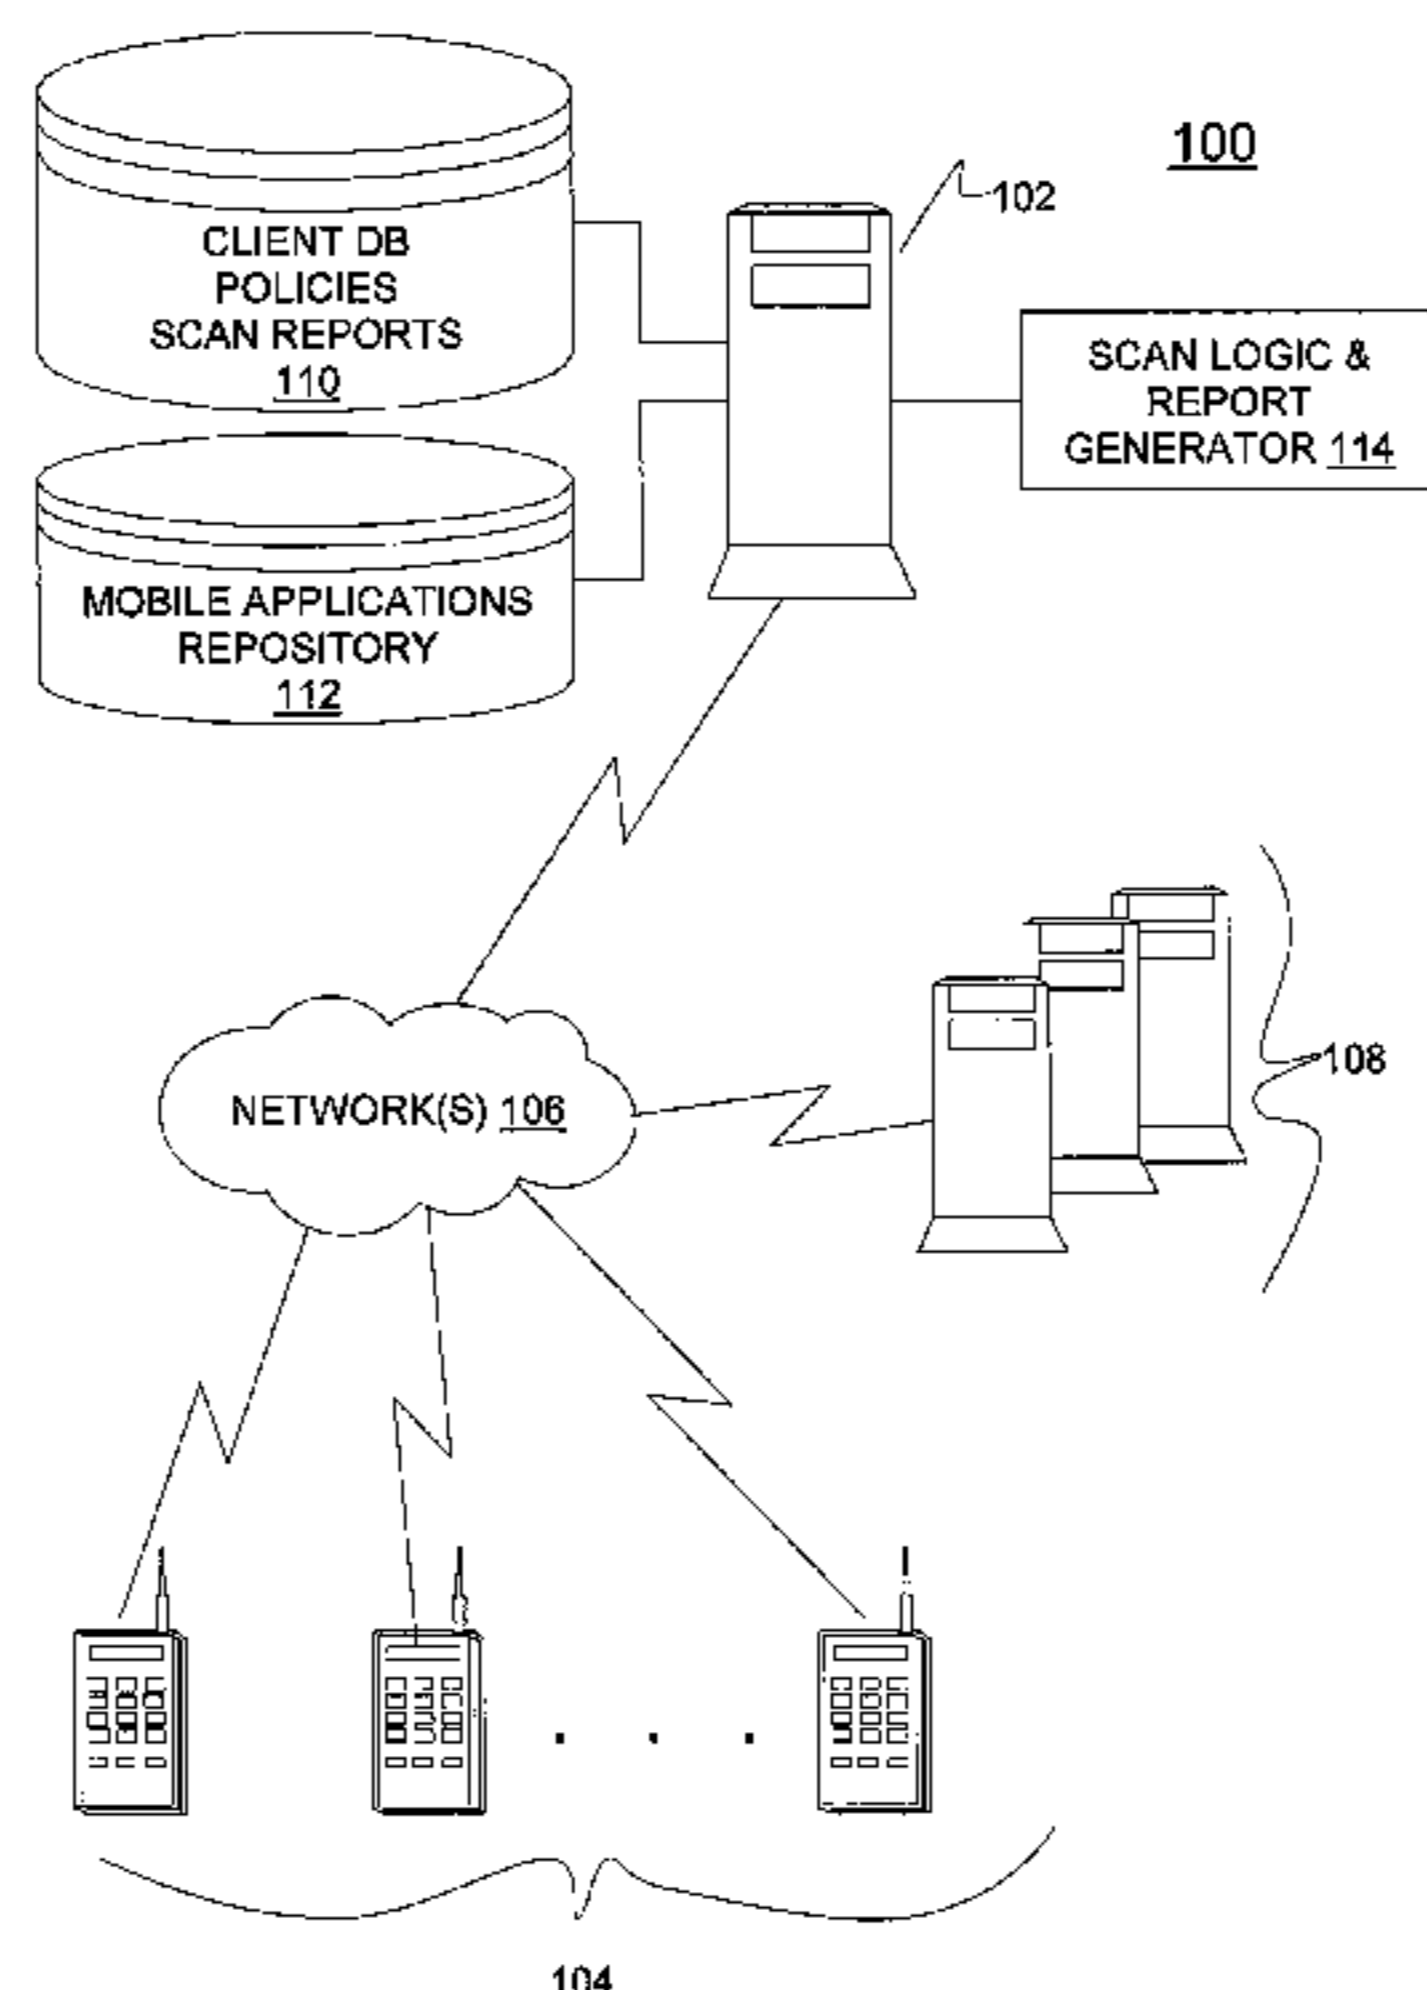 100
102
CLIENT DB
POLICIES
SCAN REPORTS
110
SCAN LOGIC &
REPORT
GENERATOR 114
MOBILE APPLICATIONS
REPOSITORY
112
108
NETWORK(S) 106
104